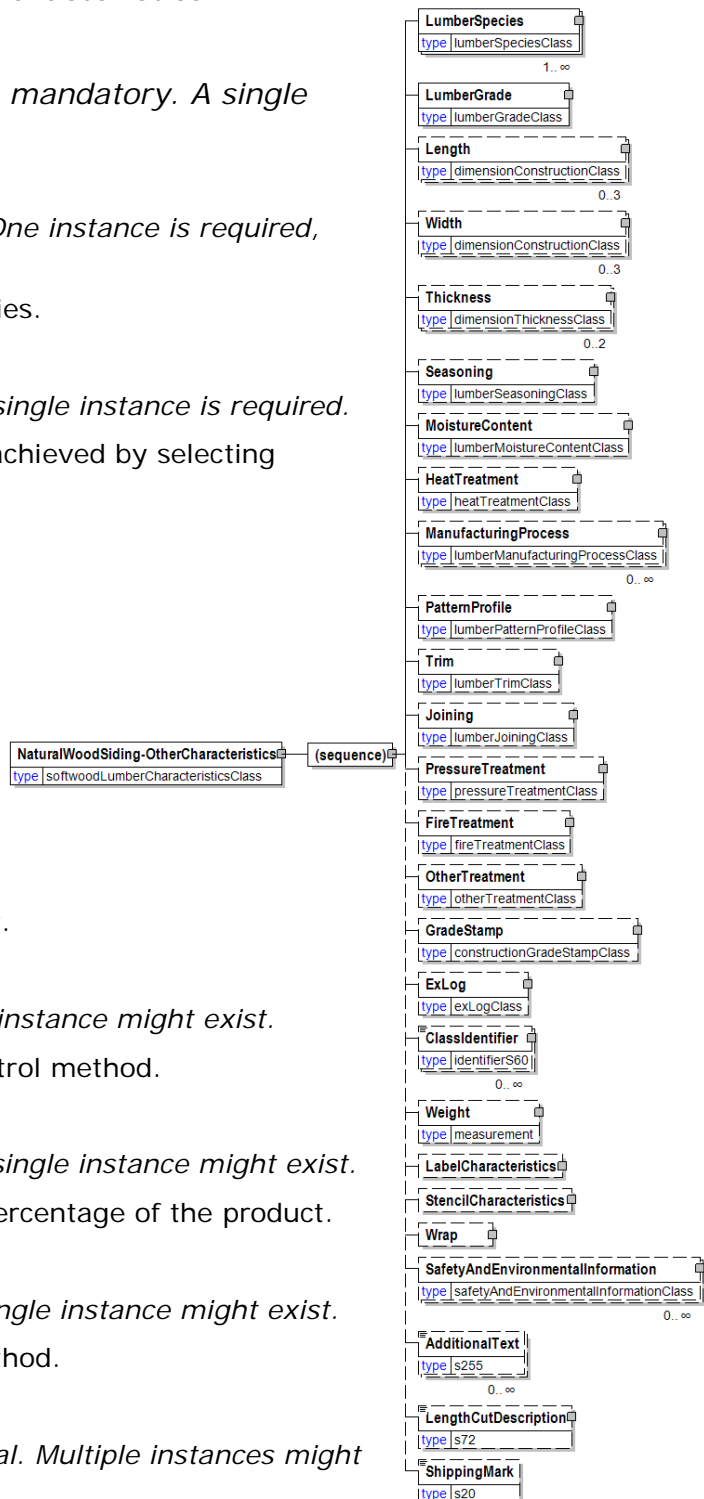 mandatory. A single
One instance is required,
ies.
single instance is required.
achieved by selecting
.
instance might exist.
trol method.
single instance might exist.
ercentage of the product.
ngle instance might exist.
thod.
al. Multiple instances might
NaturalWoodSiding-OtherCharacteristics
type softwoodLumberCharacteristicsClass
(sequence)
LumberSpecies
type lumberSpeciesClass
1..∞
LumberGrade
type lumberGradeClass
Length
type dimensionConstructionClass
0..3
Width
type dimensionConstructionClass
0..3
Thickness
type dimensionThicknessClass
0..2
Seasoning
type lumberSeasoningClass
MoistureContent
type lumberMoistureContentClass
HeatTreatment
type heatTreatmentClass
ManufacturingProcess
type lumberManufacturingProcessClass
0..∞
PatternProfile
type lumberPatternProfileClass
Trim
type lumberTrimClass
Joining
type lumberJoiningClass
PressureTreatment
type pressureTreatmentClass
FireTreatment
type fireTreatmentClass
OtherTreatment
type otherTreatmentClass
GradeStamp
type constructionGradeStampClass
ExLog
type exLogClass
ClassIdentifier
type identifierS60
0..∞
Weight
type measurement
LabelCharacteristics
StencilCharacteristics
Wrap
SafetyAndEnvironmentalInformation
type safetyAndEnvironmentalInformationClass
0..∞
AdditionalText
type s255
0..∞
LengthCutDescription
type s72
ShippingMark
type s20